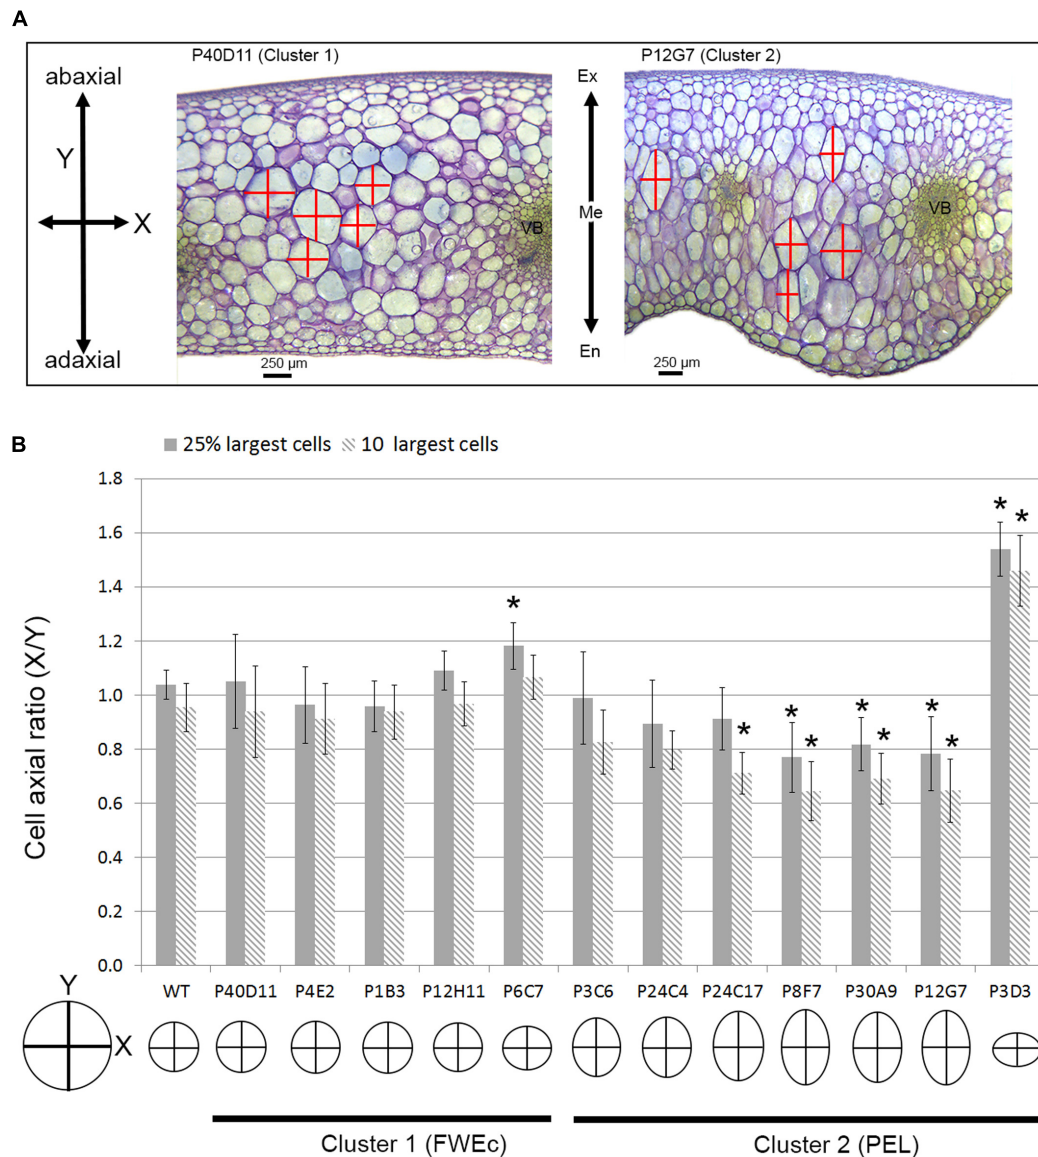 A
P40D11 (Cluster 1)
P12G7 (Cluster 2)
abaxial
Y
X
adaxial
VB
250 µm
Ex
Me
En
VB
250 µm
B
25% largest cells
10 largest cells
Cell axial ratio (X/Y)
1.8
1.6
1.4
1.2
1.0
0.8
0.6
0.4
0.2
0.0
* * * * * * * * * *
WT P40D11 P4E2 P1B3 P12H11 P6C7 P3C6 P24C4 P24C17 P8F7 P30A9 P12G7 P3D3
Y
X
Cluster 1 (FWEc)
Cluster 2 (PEL)